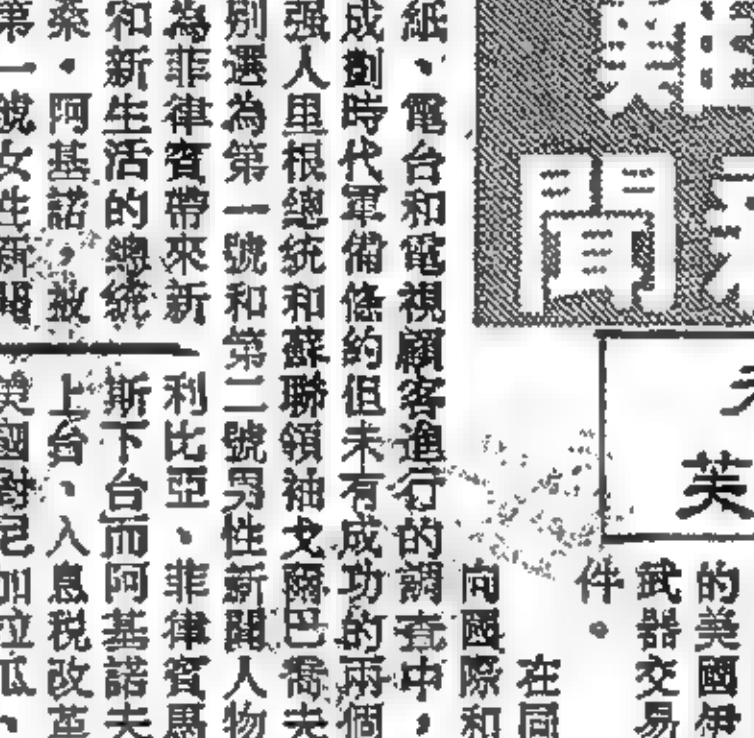 聞
芙
的美國伊
武器交易
件。
在同
向國際和
紙、電台和電視顧客進行的調查中，
成劃時代軍備條約但未有成功的兩個
强人里根總統和蘇聯領袖戈爾巴喬夫
別選為第一號和第二號男性新聞人物
為菲律賓帶來新
和新生活的總統
桑・阿基諾，被
第一號女性新聞
利比亞、菲律賓馬
斯下台而阿基諾夫
上台、入息税改革
美國對尼加拉瓜、